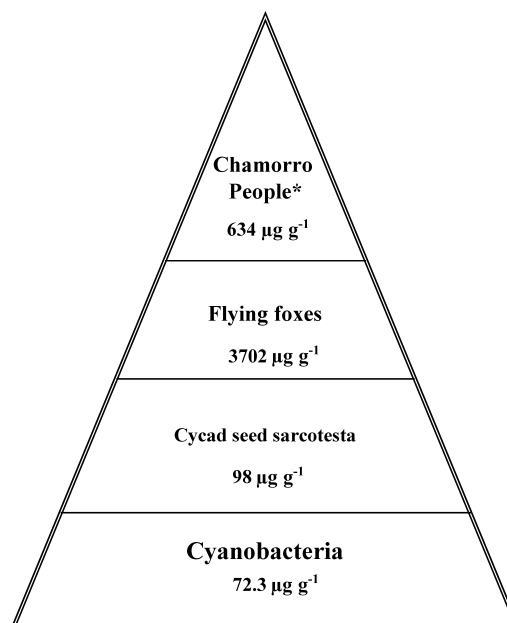 Chamorro
People*
634 µg g⁻¹
Flying foxes
3702 µg g⁻¹
Cycad seed sarcotesta
98 µg g⁻¹
Cyanobacteria
72.3 µg g⁻¹